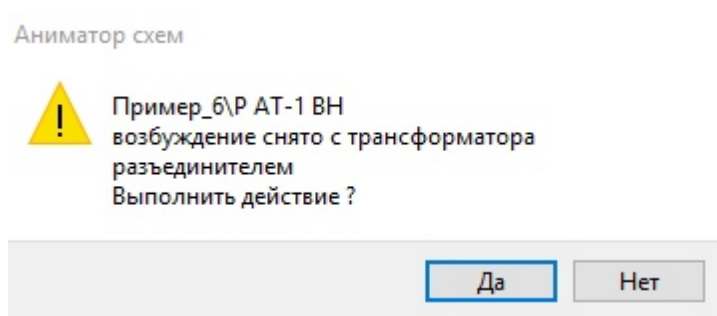 Аниматор схем
Пример_6\Р АТ-1 ВН
возбуждение снято с трансформатора
разъединителем
Выполнить действие ?
Да
Нет